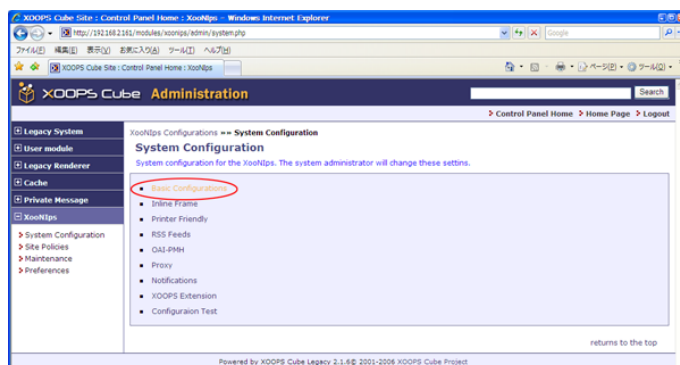 XOOPS Cube Site : Control Panel Home : XooNIps - Windows Internet Explorer
http://192.168.2.161/modules/xoonips/admin/system.php
Google
ファイル(F) 編集(E) 表示(V) お気に入り(A) ツール(T) ヘルプ(H)
XOOPS Cube Site : Control Panel Home : XooNIps
ページ(P) ツール(O)
XOOPS Cube Administration
Search
Control Panel Home Home Page Logout
Legacy System
User module
Legacy Renderer
Cache
Private Message
XooNIps
System Configuration
Site Policies
Maintenance
Preferences
XooNIps Configurations »» System Configuration
System Configuration
System configuration for the XooNIps. The system administrator will change these settins.
Basic Configurations
Inline Frame
Printer Friendly
RSS Feeds
OAI-PMH
Proxy
Notifications
XOOPS Extension
Configuraion Test
returns to the top
Powered by XOOPS Cube Legacy 2.1.6© 2001-2006 XOOPS Cube Project